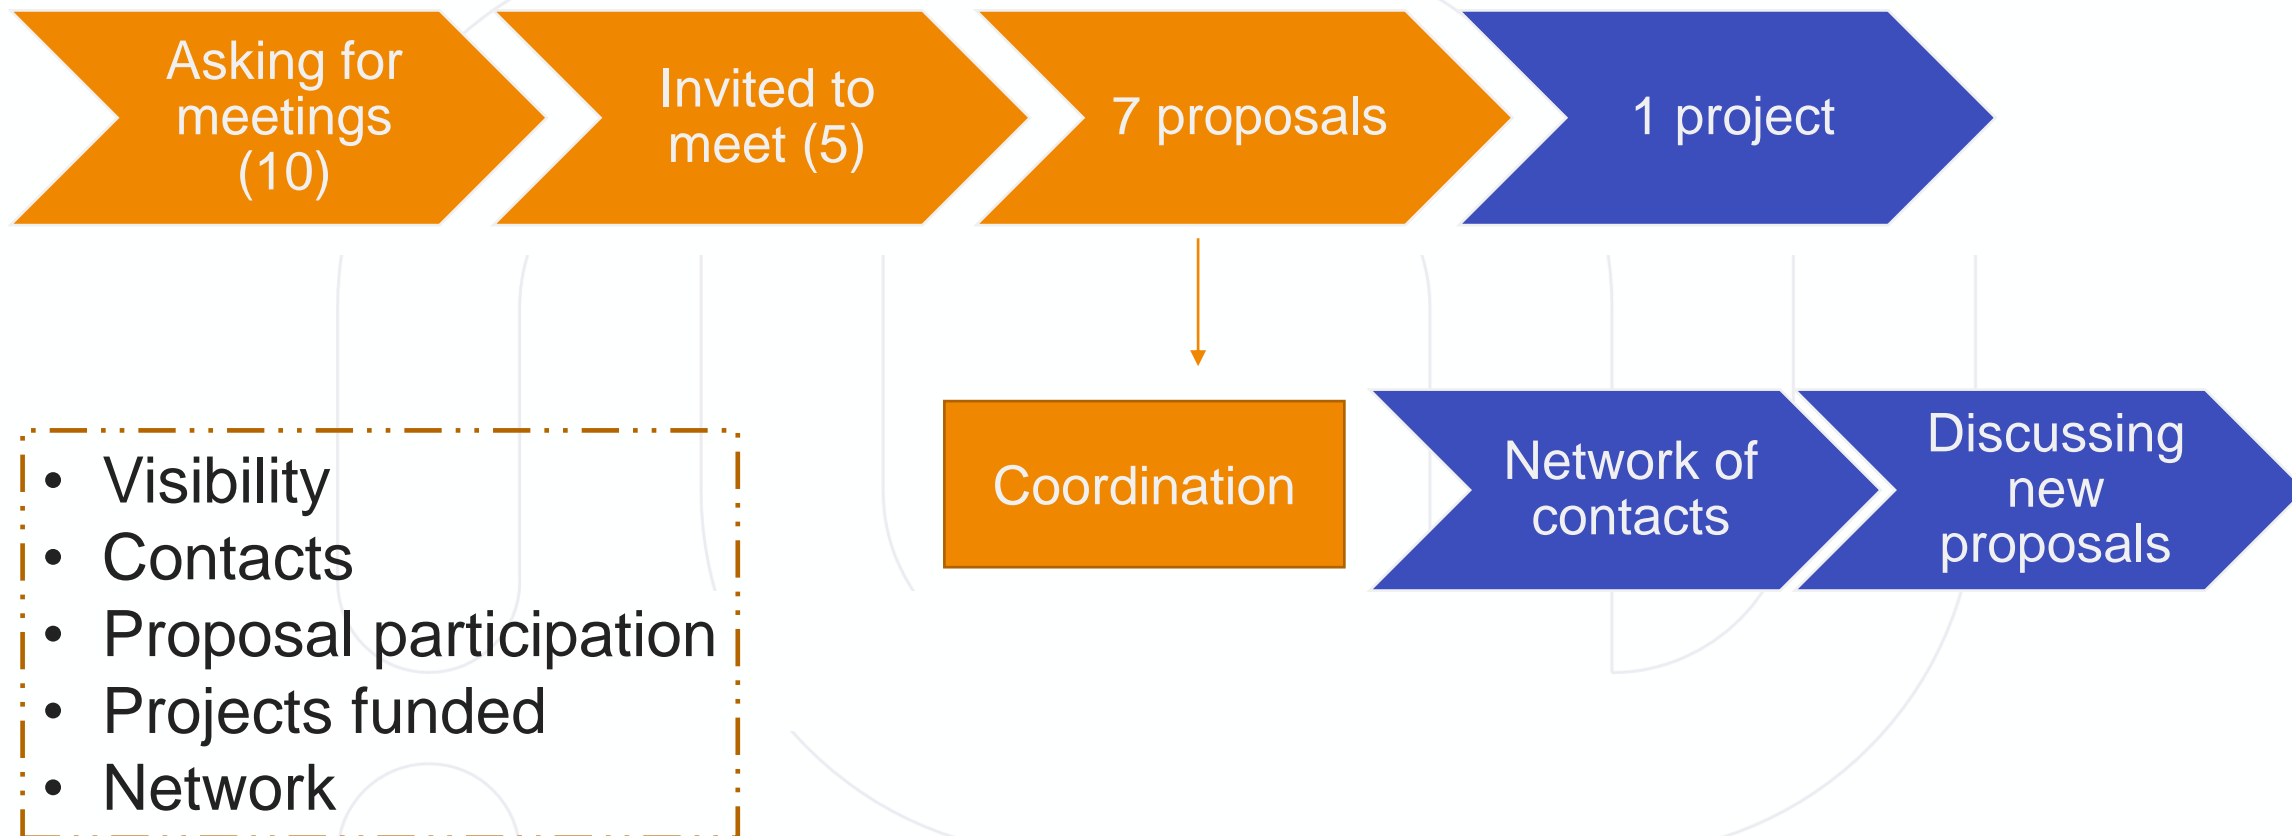 Asking for
meetings
(10)
Invited to
meet (5)
7 proposals
1 project
Coordination
Network of
contacts
Discussing
new
proposals
• Visibility
• Contacts
• Proposal participation
• Projects funded
• Network